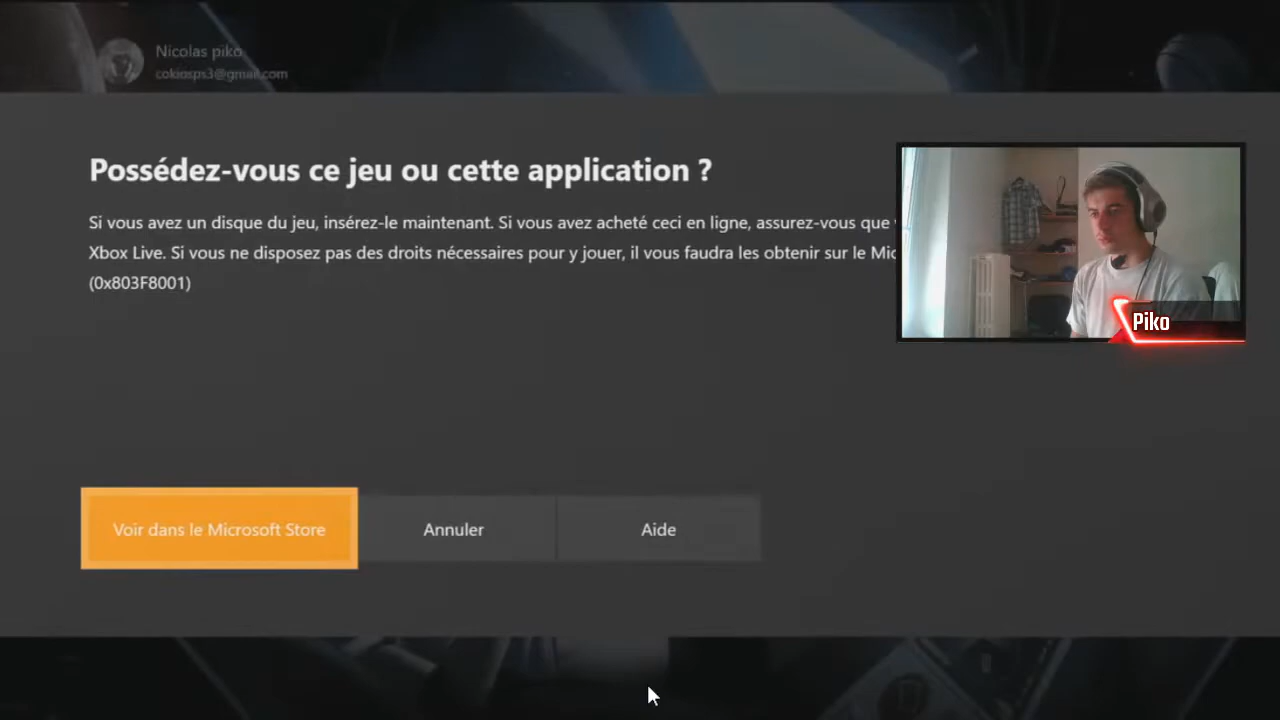 Nicolas piko
cokiosps3@gmail.com
Possédez-vous ce jeu ou cette application ?
Si vous avez un disque du jeu, insérez-le maintenant. Si vous avez acheté ceci en ligne, assurez-vous que
Xbox Live. Si vous ne disposez pas des droits nécessaires pour y jouer, il vous faudra les obtenir sur le Mic
(0x803F8001)
Piko
Voir dans le Microsoft Store
Annuler
Aide